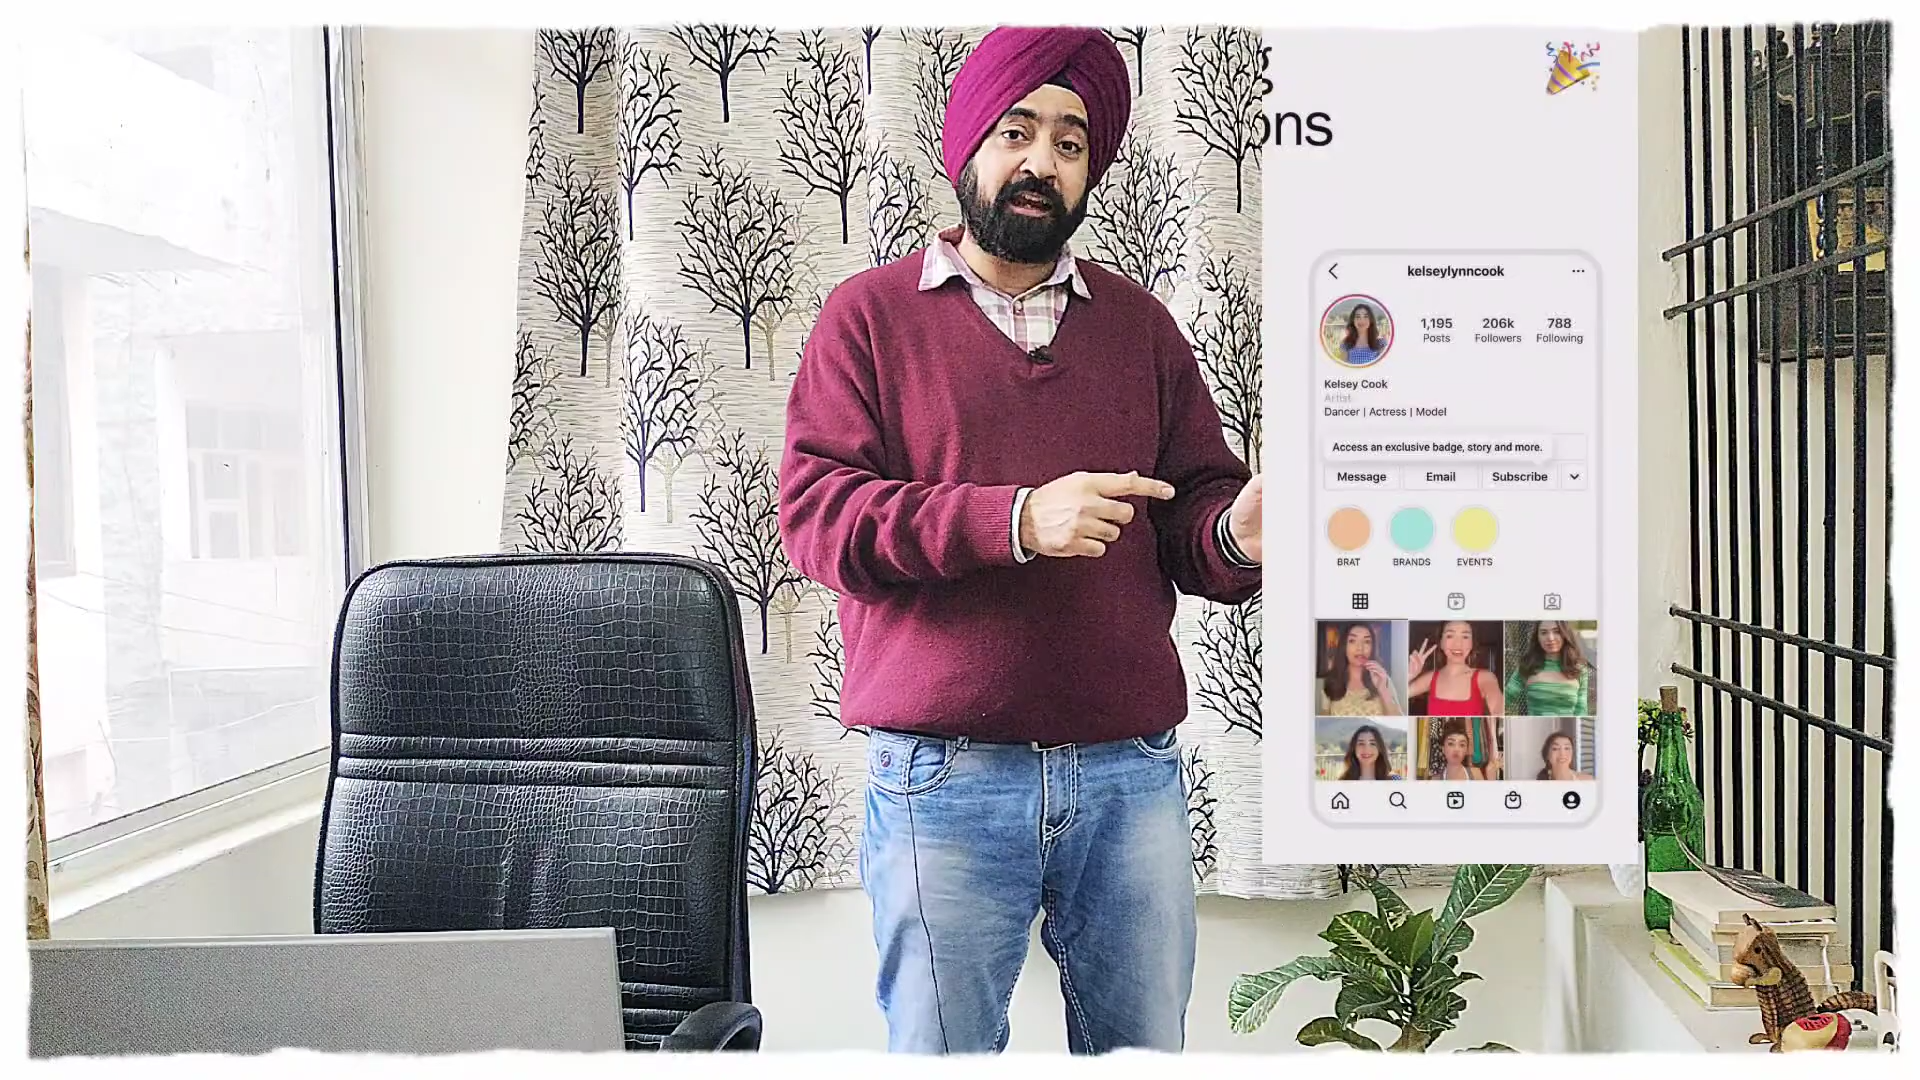 ons
kelseylynncook
1,195
206k
788
Posts
Followers
Following
Kelsey Cook
Artist
Dancer | Actress | Model
Access an exclusive badge, story and more.
Message
Email
Subscribe
BRAT
BRANDS
EVENTS